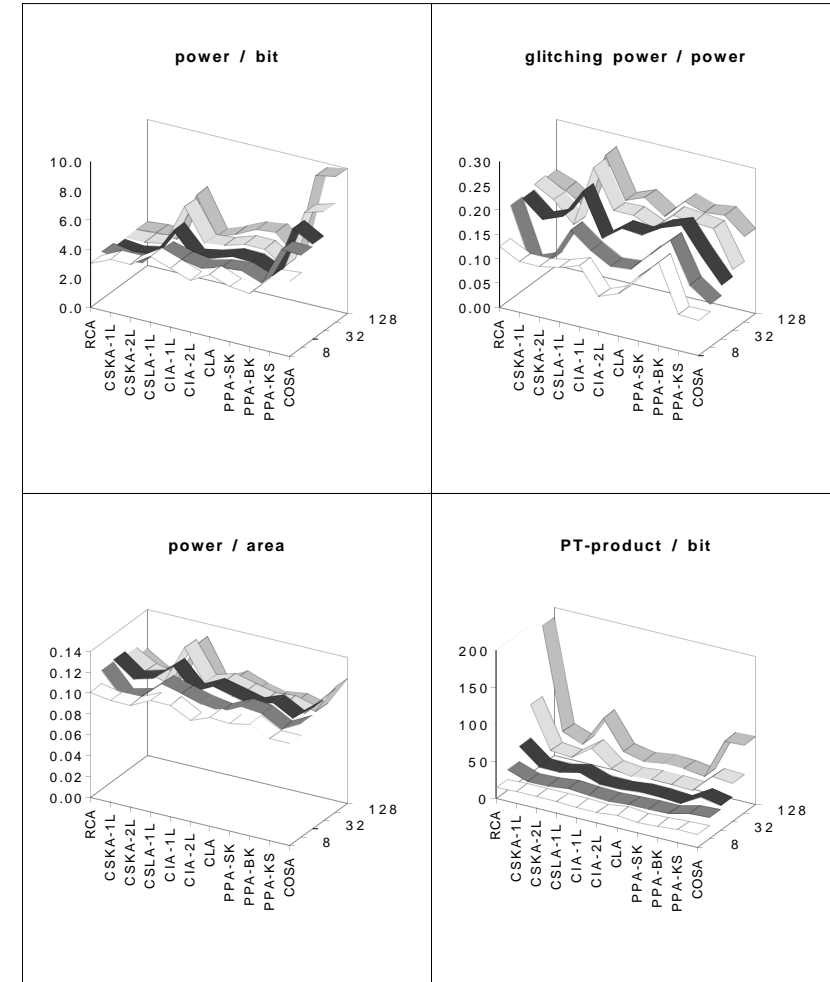 power / bit
10.0
8.0
6.0
4.0
2.0
0.0
RCA
CSKA-1L
CSKA-2L
CSLA-1L
CIA-1L
CIA-2L
CLA
PPA-SK
PPA-BK
PPA-KS
COSA
8
32
128
glitching power / power
0.30
0.25
0.20
0.15
0.10
0.05
0.00
RCA
CSKA-1L
CSKA-2L
CSLA-1L
CIA-1L
CIA-2L
CLA
PPA-SK
PPA-BK
PPA-KS
COSA
8
32
128
power / area
0.14
0.12
0.10
0.08
0.06
0.04
0.02
0.00
RCA
CSKA-1L
CSKA-2L
CSLA-1L
CIA-1L
CIA-2L
CLA
PPA-SK
PPA-BK
PPA-KS
COSA
8
32
128
PT-product / bit
200
150
100
50
0
RCA
CSKA-1L
CSKA-2L
CSLA-1L
CIA-1L
CIA-2L
CLA
PPA-SK
PPA-BK
PPA-KS
COSA
8
32
128